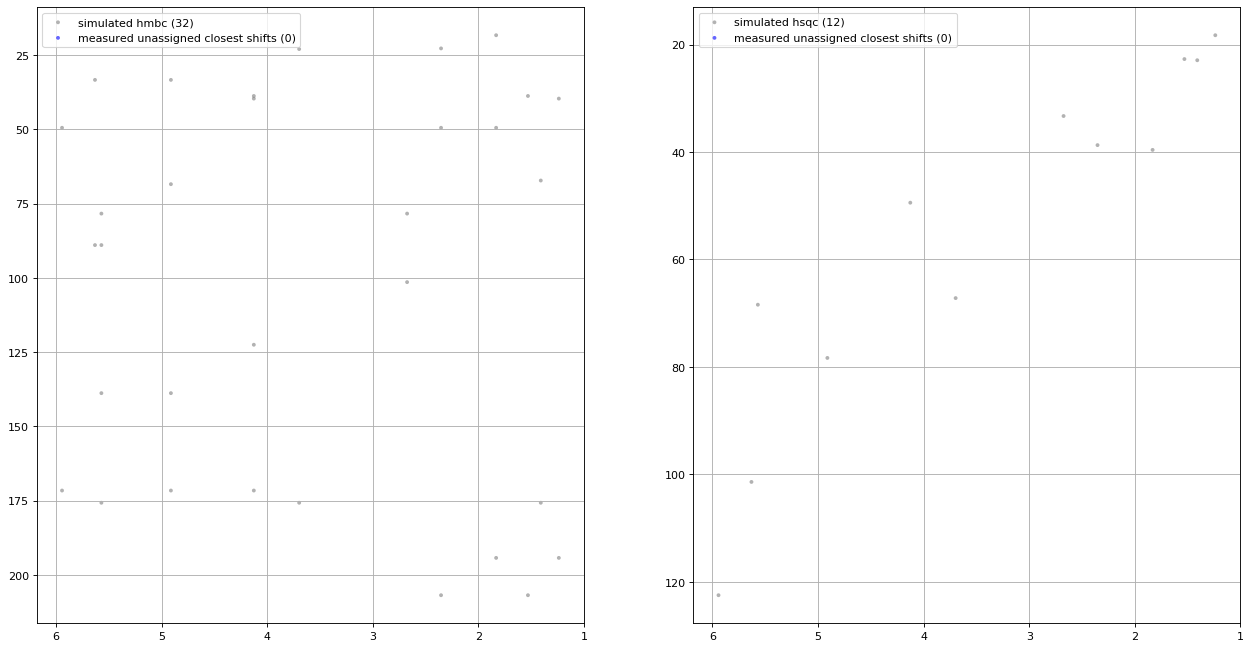 simulated hmbc (32)
measured unassigned closest shifts (0)
25
50
75
100
125
150
175
200
6 5 4 3 2 1
simulated hsqc (12)
measured unassigned closest shifts (0)
20
40
60
80
100
120
6 5 4 3 2 1